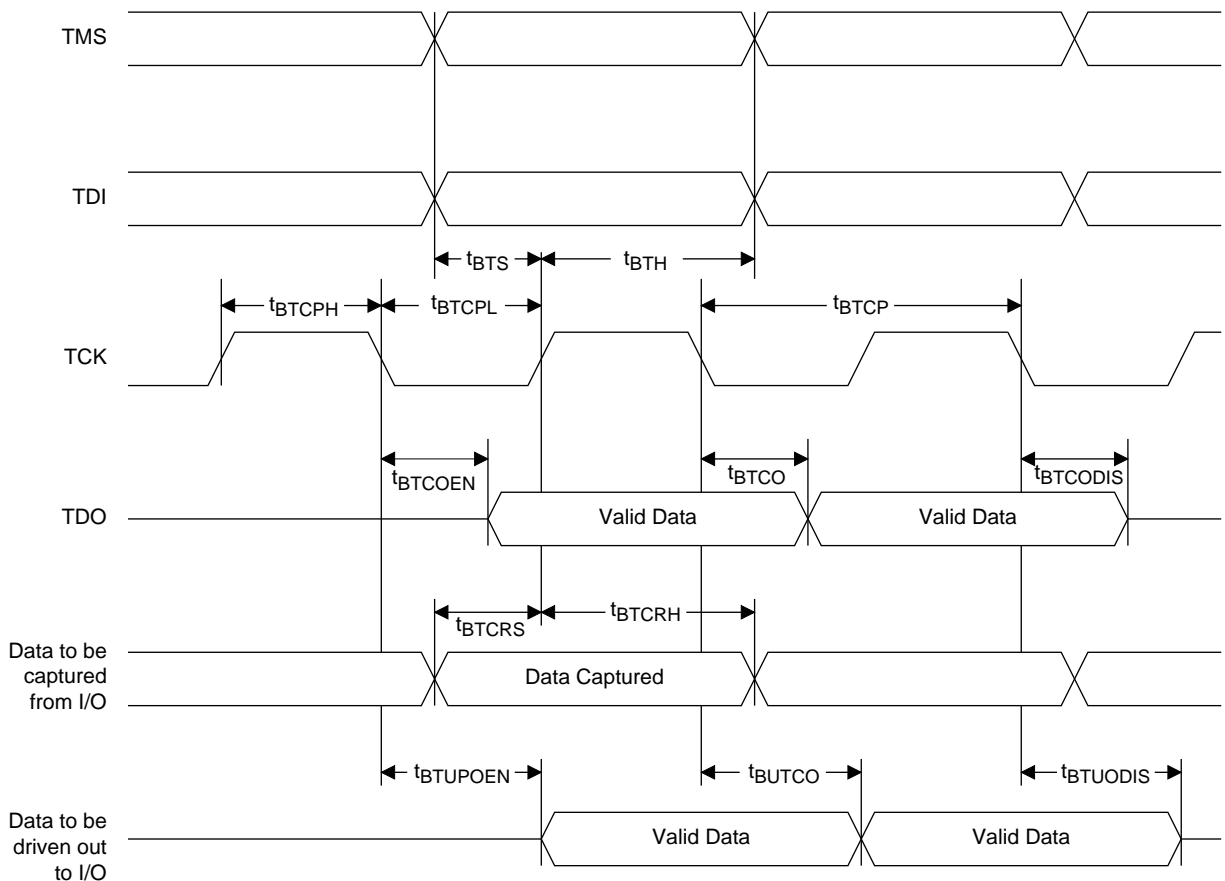 TMS
TDI
tBTS
tBTH
tBTCPH
tBTCPL
tBTCP
TCK
tBTCOEN
tBTCO
tBTCODIS
TDO
Valid Data
Valid Data
tBTCRS
tBTCRH
Data to be
captured
from I/O
Data Captured
tBTUPOEN
tBUTCO
tBTUODIS
Data to be
driven out
to I/O
Valid Data
Valid Data